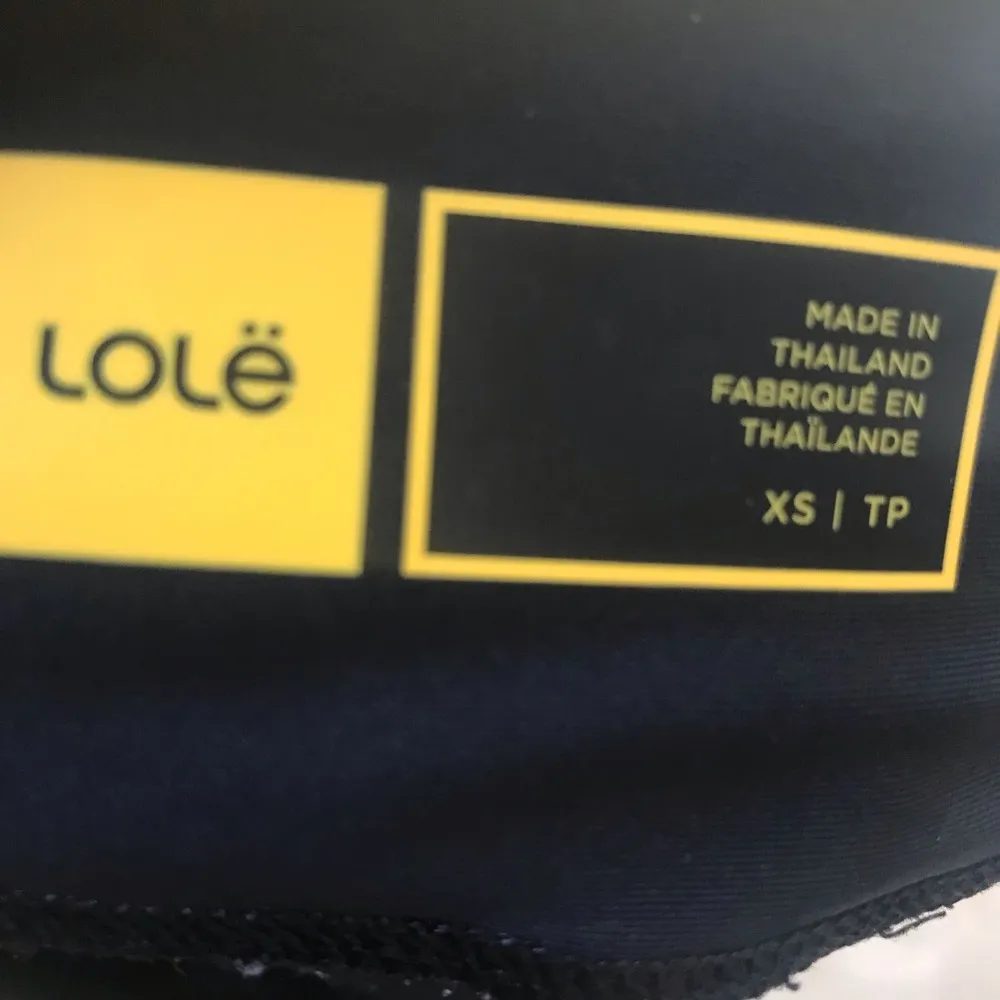 LOLË
MADE IN
THAILAND
FABRIQUÉ EN
THAÏLANDE
XS | TP